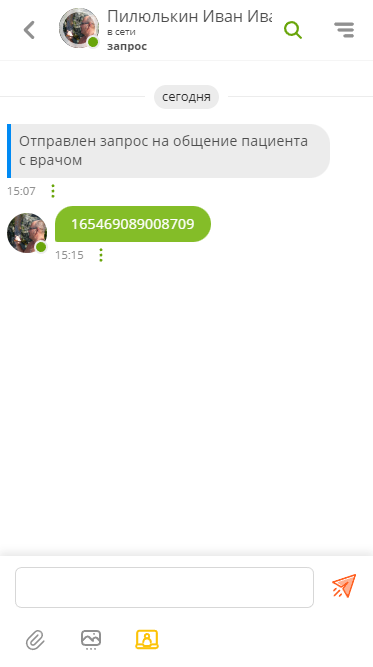 Пилюлькин Иван Ива
в сети
запрос
сегодня
Отправлен запрос на общение пациента
с врачом
15:07
165469089008709
15:15